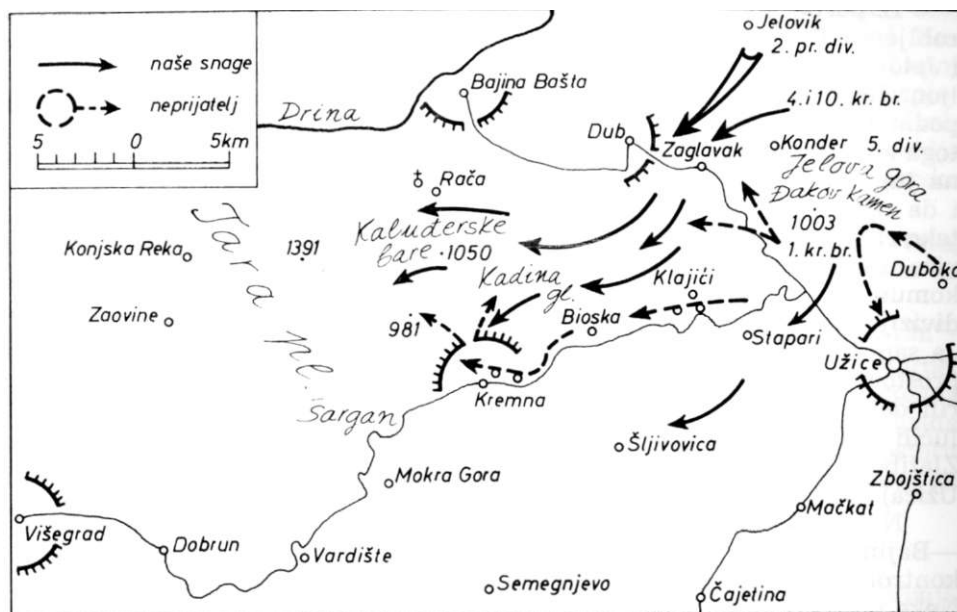 naše snage
neprijatelj
5 0 5km
Drina
Jelovik
2. pr. div.
Bajina Bašta
4. i 10. kr. br.
Dub
Zaglavak
Konder 5. div.
Jelova gora
Đakov kamen
1003
1. kr. br.
Rača
Kaluđerske
bare 1050
Konjska Reka
1391
Tara pl.
Kadina
gl.
Klajići
Duboko
Zaovine
981
Bioska
Stapari
Užice
Kremna
Šargan
Šljivovica
Mokra Gora
Zbojštica
Mačkat
Višegrad
Dobrun
Vardište
Semegnjevo
Čajetina